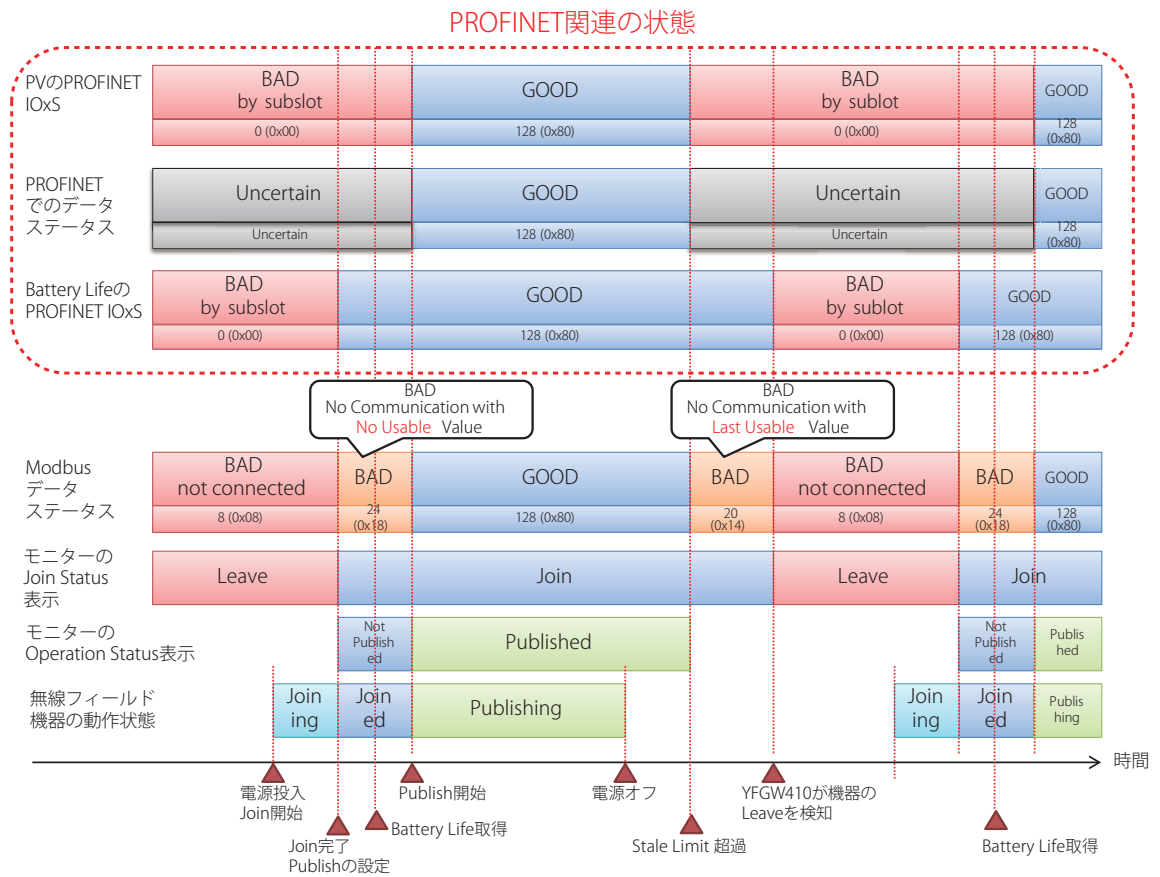 PROFINET関連の状態
PVのPROFINET
IOxS
BAD
by subslot
0 (0x00)
GOOD
128 (0x80)
BAD
by sublot
0 (0x00)
GOOD
128
(0x80)
PROFINET
でのデータ
ステータス
Uncertain
Uncertain
GOOD
128 (0x80)
Uncertain
Uncertain
GOOD
128
(0x80)
Battery Lifeの
PROFINET IOxS
BAD
by subslot
0 (0x00)
GOOD
128 (0x80)
BAD
by sublot
0 (0x00)
GOOD
128 (0x80)
BAD
No Communication with
No Usable Value
BAD
No Communication with
Last Usable Value
Modbus
データ
ステータス
BAD
not connected
8 (0x08)
BAD
24
(0x18)
GOOD
128 (0x80)
BAD
20
(0x14)
BAD
not connected
8 (0x08)
BAD
24
(0x18)
GOOD
128
(0x80)
モニターの
Join Status
表示
Leave
Join
Leave
Join
モニターの
Operation Status表示
Not
Publish
ed
Published
Not
Publish
ed
Publis
hed
無線フィールド
機器の動作状態
Join
ing
Join
ed
Publishing
Join
ing
Join
ed
Publis
hing
時間
電源投入
Join開始
Join完了
Publishの設定
Battery Life取得
Publish開始
電源オフ
Stale Limit 超過
YFGW410が機器の
Leaveを検知
Battery Life取得